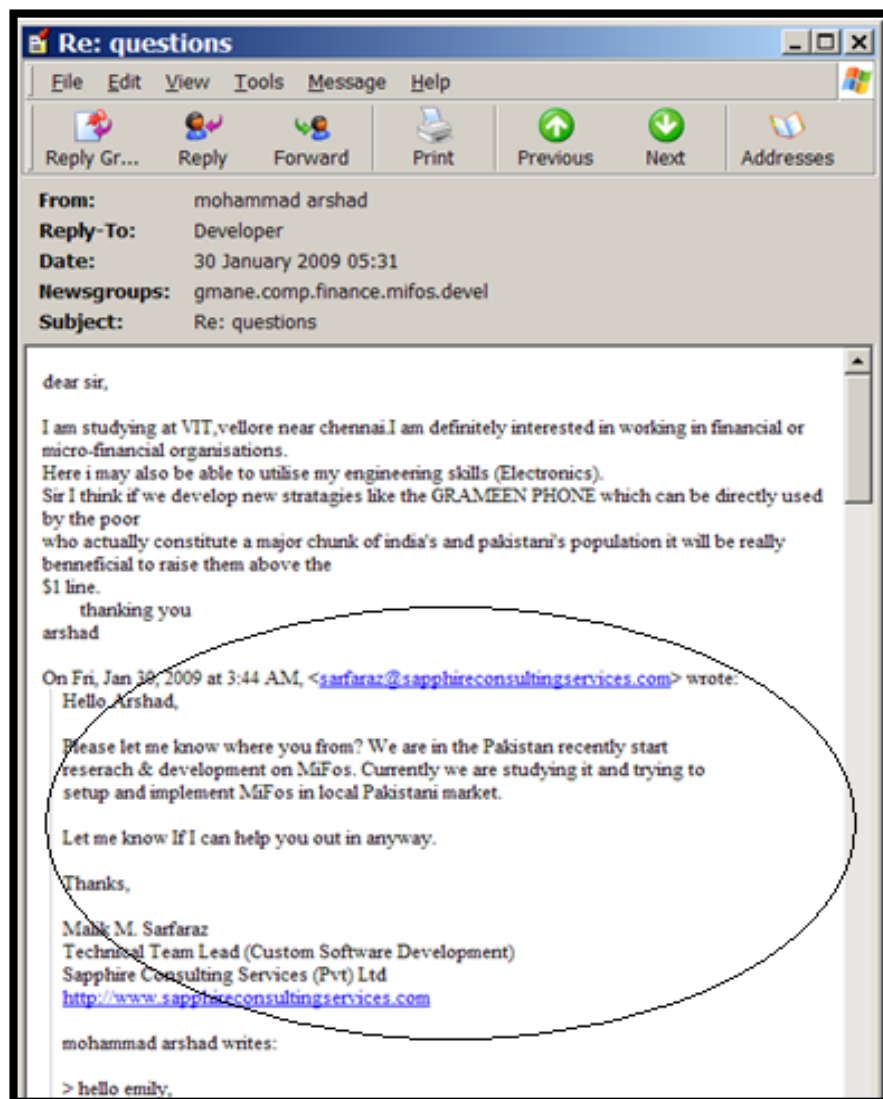 Re: questions
File Edit View Tools Message Help
Reply Gr... Reply Forward Print Previous Next Addresses
From: mohammad arshad
Reply-To: Developer
Date: 30 January 2009 05:31
Newsgroups: gmane.comp.finance.mifos.devel
Subject: Re: questions
dear sir,
I am studying at VIT,vellore near chennai.I am definitely interested in working in financial or
micro-financial organisations.
Here i may also be able to utilise my engineering skills (Electronics).
Sir I think if we develop new stratagies like the GRAMEEN PHONE which can be directly used
by the poor
who actually constitute a major chunk of india's and pakistani's population it will be really
benneficial to raise them above the
$1 line.
thanking you
arshad
On Fri, Jan 30, 2009 at 3:44 AM, <sarfaraz@sapphireconsultingservices.com> wrote:
Hello Arshad,
Please let me know where you from? We are in the Pakistan recently start
reserach & development on MiFos. Currently we are studying it and trying to
setup and implement MiFos in local Pakistani market.
Let me know If I can help you out in anyway.
Thanks,
Malik M. Sarfaraz
Technical Team Lead (Custom Software Development)
Sapphire Consulting Services (Pvt) Ltd
http://www.sapphireconsultingservices.com
mohammad arshad writes:
> hello emily,